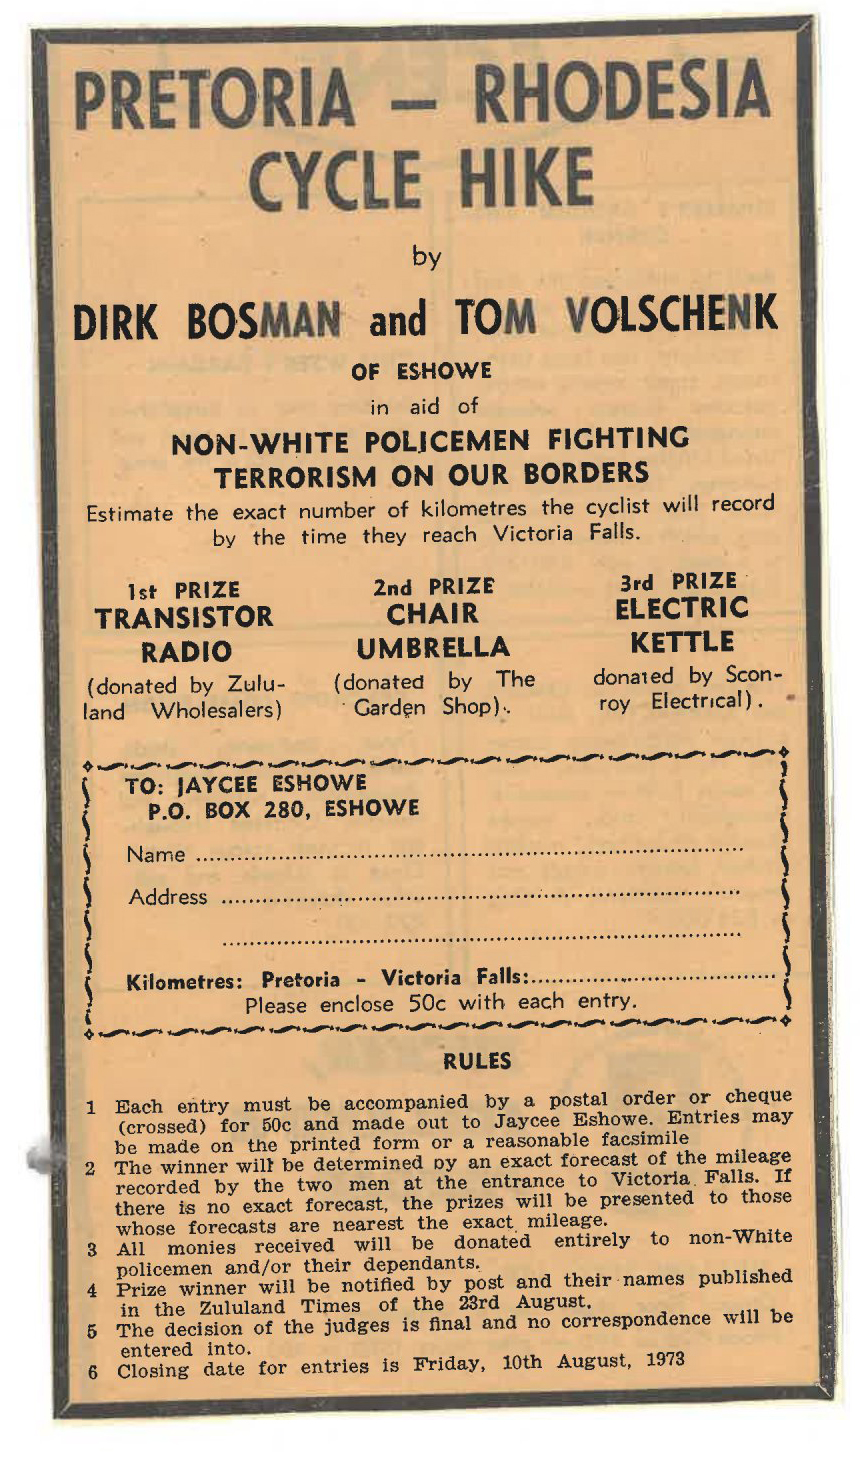 PRETORIA – RHODESIA
CYCLE HIKE
by
DIRK BOSMAN and TOM VOLSCHENK
OF ESHOWE
in aid of
NON-WHITE POLICEMEN FIGHTING
TERRORISM ON OUR BORDERS
Estimate the exact number of kilometres the cyclist will record
by the time they reach Victoria Falls.
1st PRIZE
TRANSISTOR
RADIO
(donated by Zulu-
land Wholesalers)
2nd PRIZE
CHAIR
UMBRELLA
(donated by The
Garden Shop).
3rd PRIZE
ELECTRIC
KETTLE
donated by Scon-
roy Electrical).
TO: JAYCEE ESHOWE
P.O. BOX 280, ESHOWE
Name ..........
Address ..........
..........
Kilometres: Pretoria – Victoria Falls:..........
Please enclose 50c with each entry.
RULES
1 Each entry must be accompanied by a postal order or cheque
(crossed) for 50c and made out to Jaycee Eshowe. Entries may
be made on the printed form or a reasonable facsimile
2 The winner will be determined by an exact forecast of the mileage
recorded by the two men at the entrance to Victoria Falls. If
there is no exact forecast, the prizes will be presented to those
whose forecasts are nearest the exact mileage.
3 All monies received will be donated entirely to non-White
policemen and/or their dependants.
4 Prize winner will be notified by post and their names published
in the Zululand Times of the 23rd August.
5 The decision of the judges is final and no correspondence will be
entered into.
6 Closing date for entries is Friday, 10th August, 1973